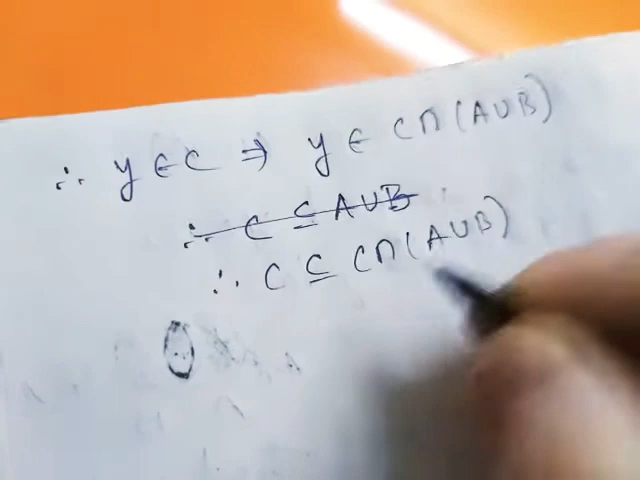 ∴ y ∈ C ⇒ y ∈ C∩(A∪B)
∴ C ⊆ A∪B
∴ C ⊆ C∩(A∪B)